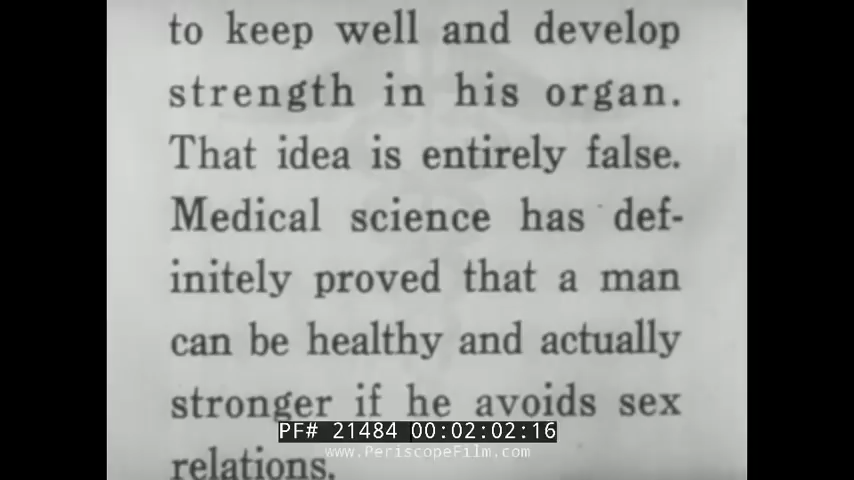 to keep well and develop
strength in his organ.
That idea is entirely false.
Medical science has def-
initely proved that a man
can be healthy and actually
stronger if he avoids sex
relations.
PF# 21484 00:02:02:16
www.PeriscopeFilm.com